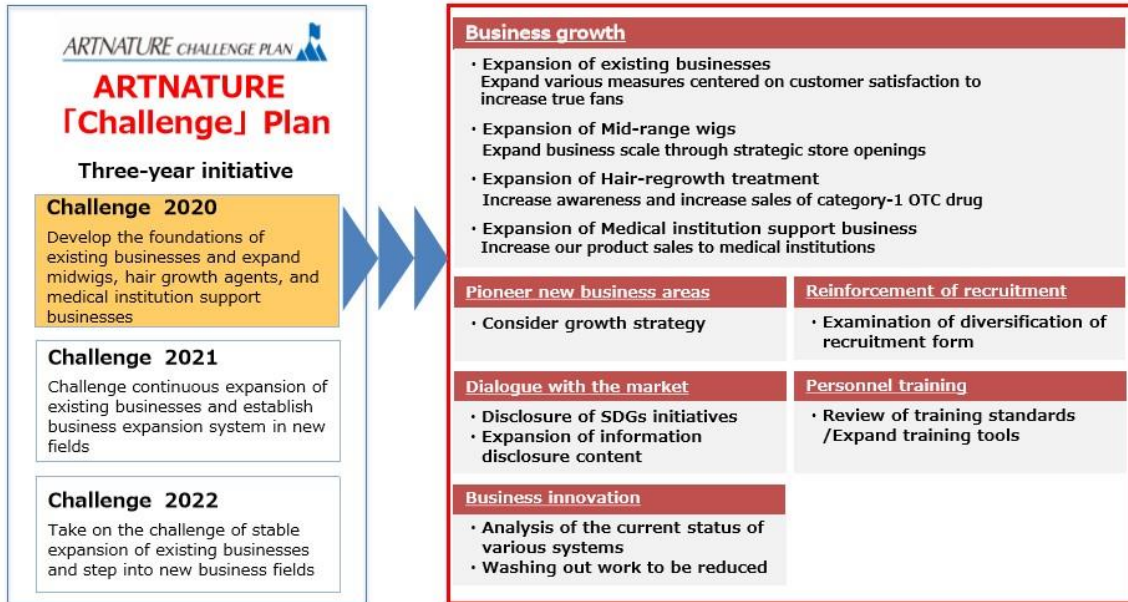 ARTNATURE CHALLENGE PLAN
ARTNATURE
「Challenge」 Plan
Three-year initiative
Challenge 2020
Develop the foundations of
existing businesses and expand
midwigs, hair growth agents, and
medical institution support
businesses
Challenge 2021
Challenge continuous expansion of
existing businesses and establish
business expansion system in new
fields
Challenge 2022
Take on the challenge of stable
expansion of existing businesses
and step into new business fields
Business growth
・Expansion of existing businesses
Expand various measures centered on customer satisfaction to
increase true fans
・Expansion of Mid-range wigs
Expand business scale through strategic store openings
・Expansion of Hair-regrowth treatment
Increase awareness and increase sales of category-1 OTC drug
・Expansion of Medical institution support business
Increase our product sales to medical institutions
Pioneer new business areas
・Consider growth strategy
Reinforcement of recruitment
・Examination of diversification of
recruitment form
Dialogue with the market
・Disclosure of SDGs initiatives
・Expansion of information
disclosure content
Personnel training
・Review of training standards
/Expand training tools
Business innovation
・Analysis of the current status of
various systems
・Washing out work to be reduced